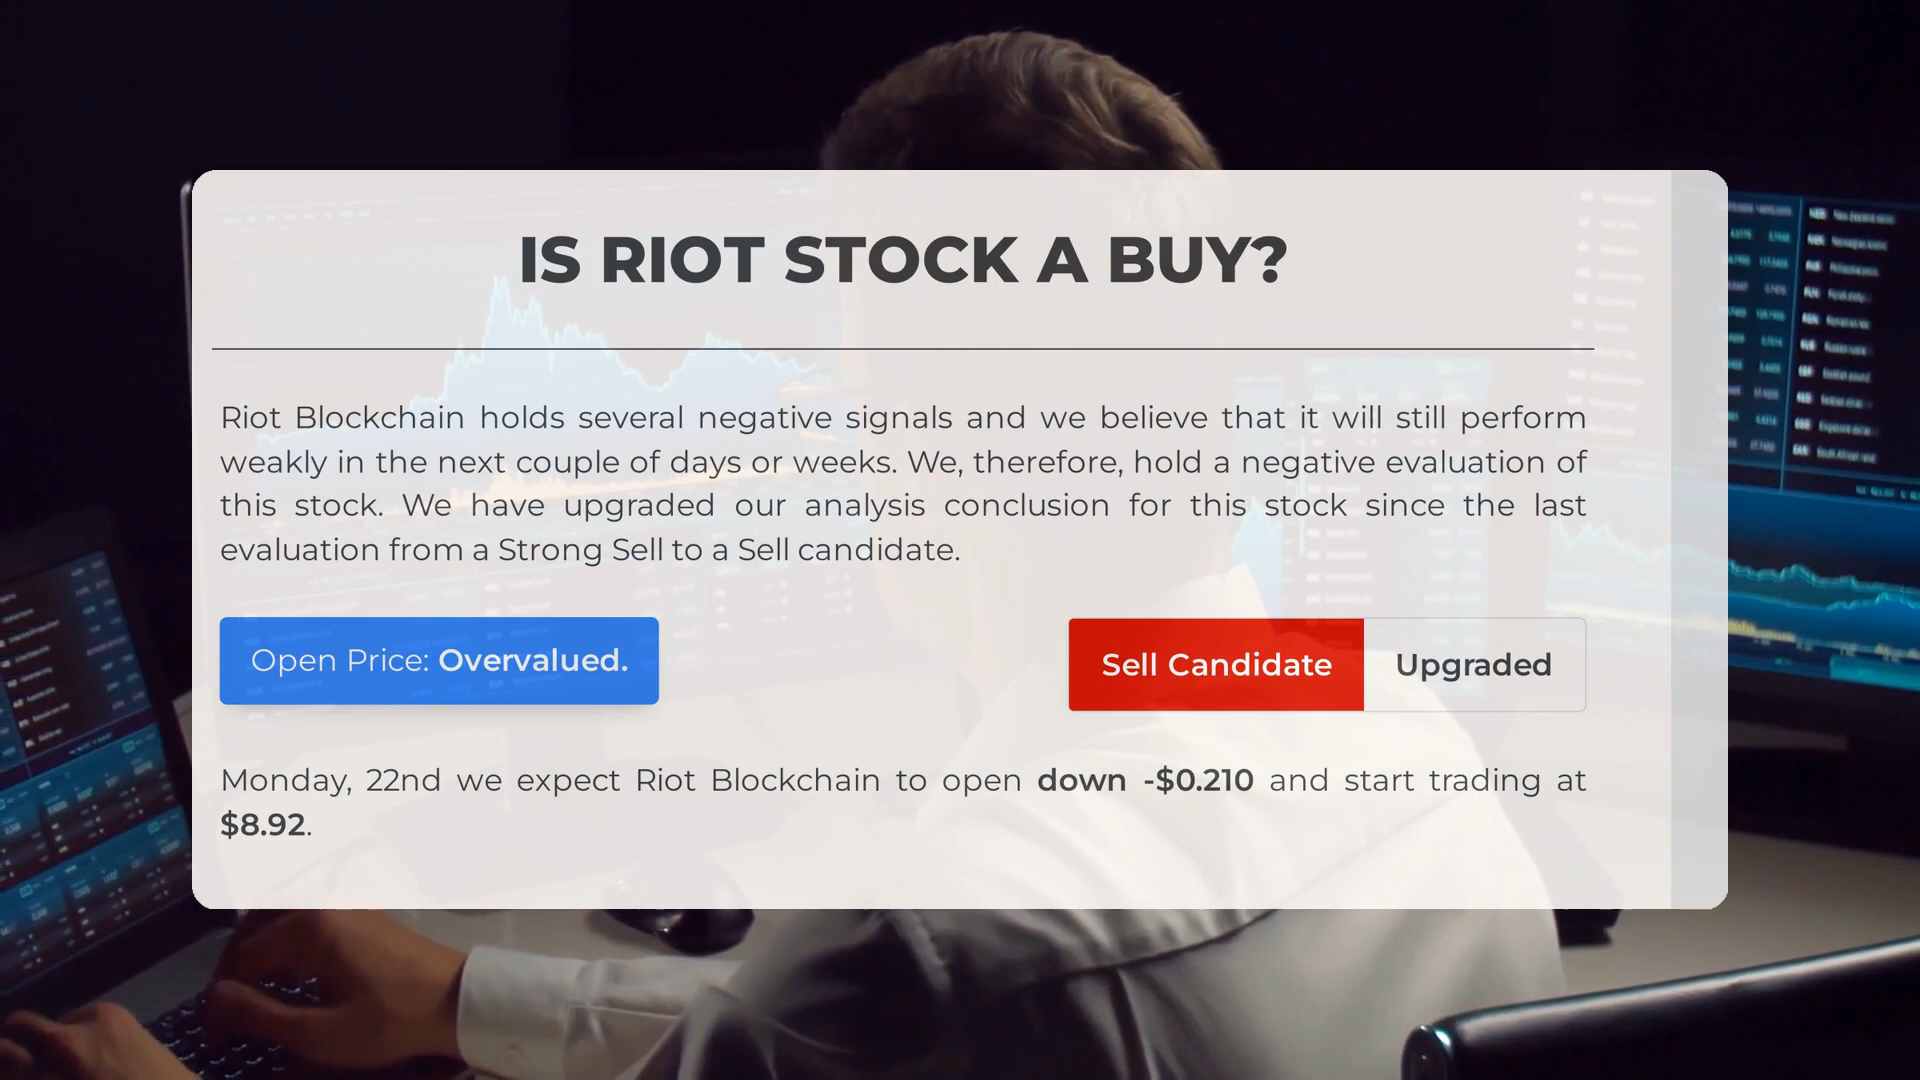 IS RIOT STOCK A BUY?
Riot Blockchain holds several negative signals and we believe that it will still perform
weakly in the next couple of days or weeks. We, therefore, hold a negative evaluation of
this stock. We have upgraded our analysis conclusion for this stock since the last
evaluation from a Strong Sell to a Sell candidate.
Open Price: Overvalued.
Sell Candidate Upgraded
Monday, 22nd we expect Riot Blockchain to open down -$0.210 and start trading at
$8.92.